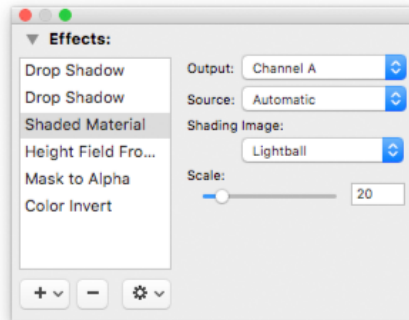 Effects:
Drop Shadow
Drop Shadow
Shaded Material
Height Field Fro...
Mask to Alpha
Color Invert
Output: Channel A
Source: Automatic
Shading Image:
Lightball
Scale:
20